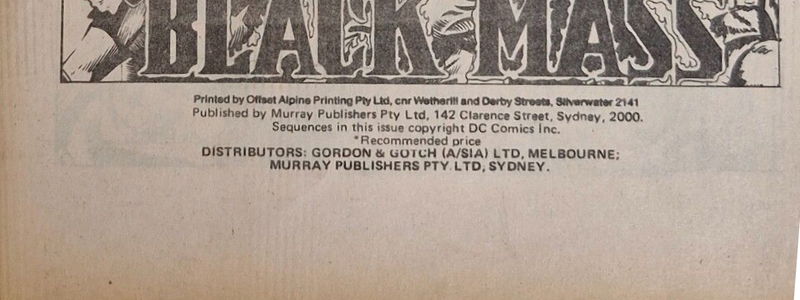 BLACK MASS
Printed by Offset Alpine Printing Pty Ltd, cnr Wetherill and Derby Streets, Silverwater 2141
Published by Murray Publishers Pty Ltd, 142 Clarence Street, Sydney, 2000.
Sequences in this issue copyright DC Comics Inc.
*Recommended price
DISTRIBUTORS: GORDON & GOTCH (A/SIA) LTD, MELBOURNE;
MURRAY PUBLISHERS PTY. LTD, SYDNEY.